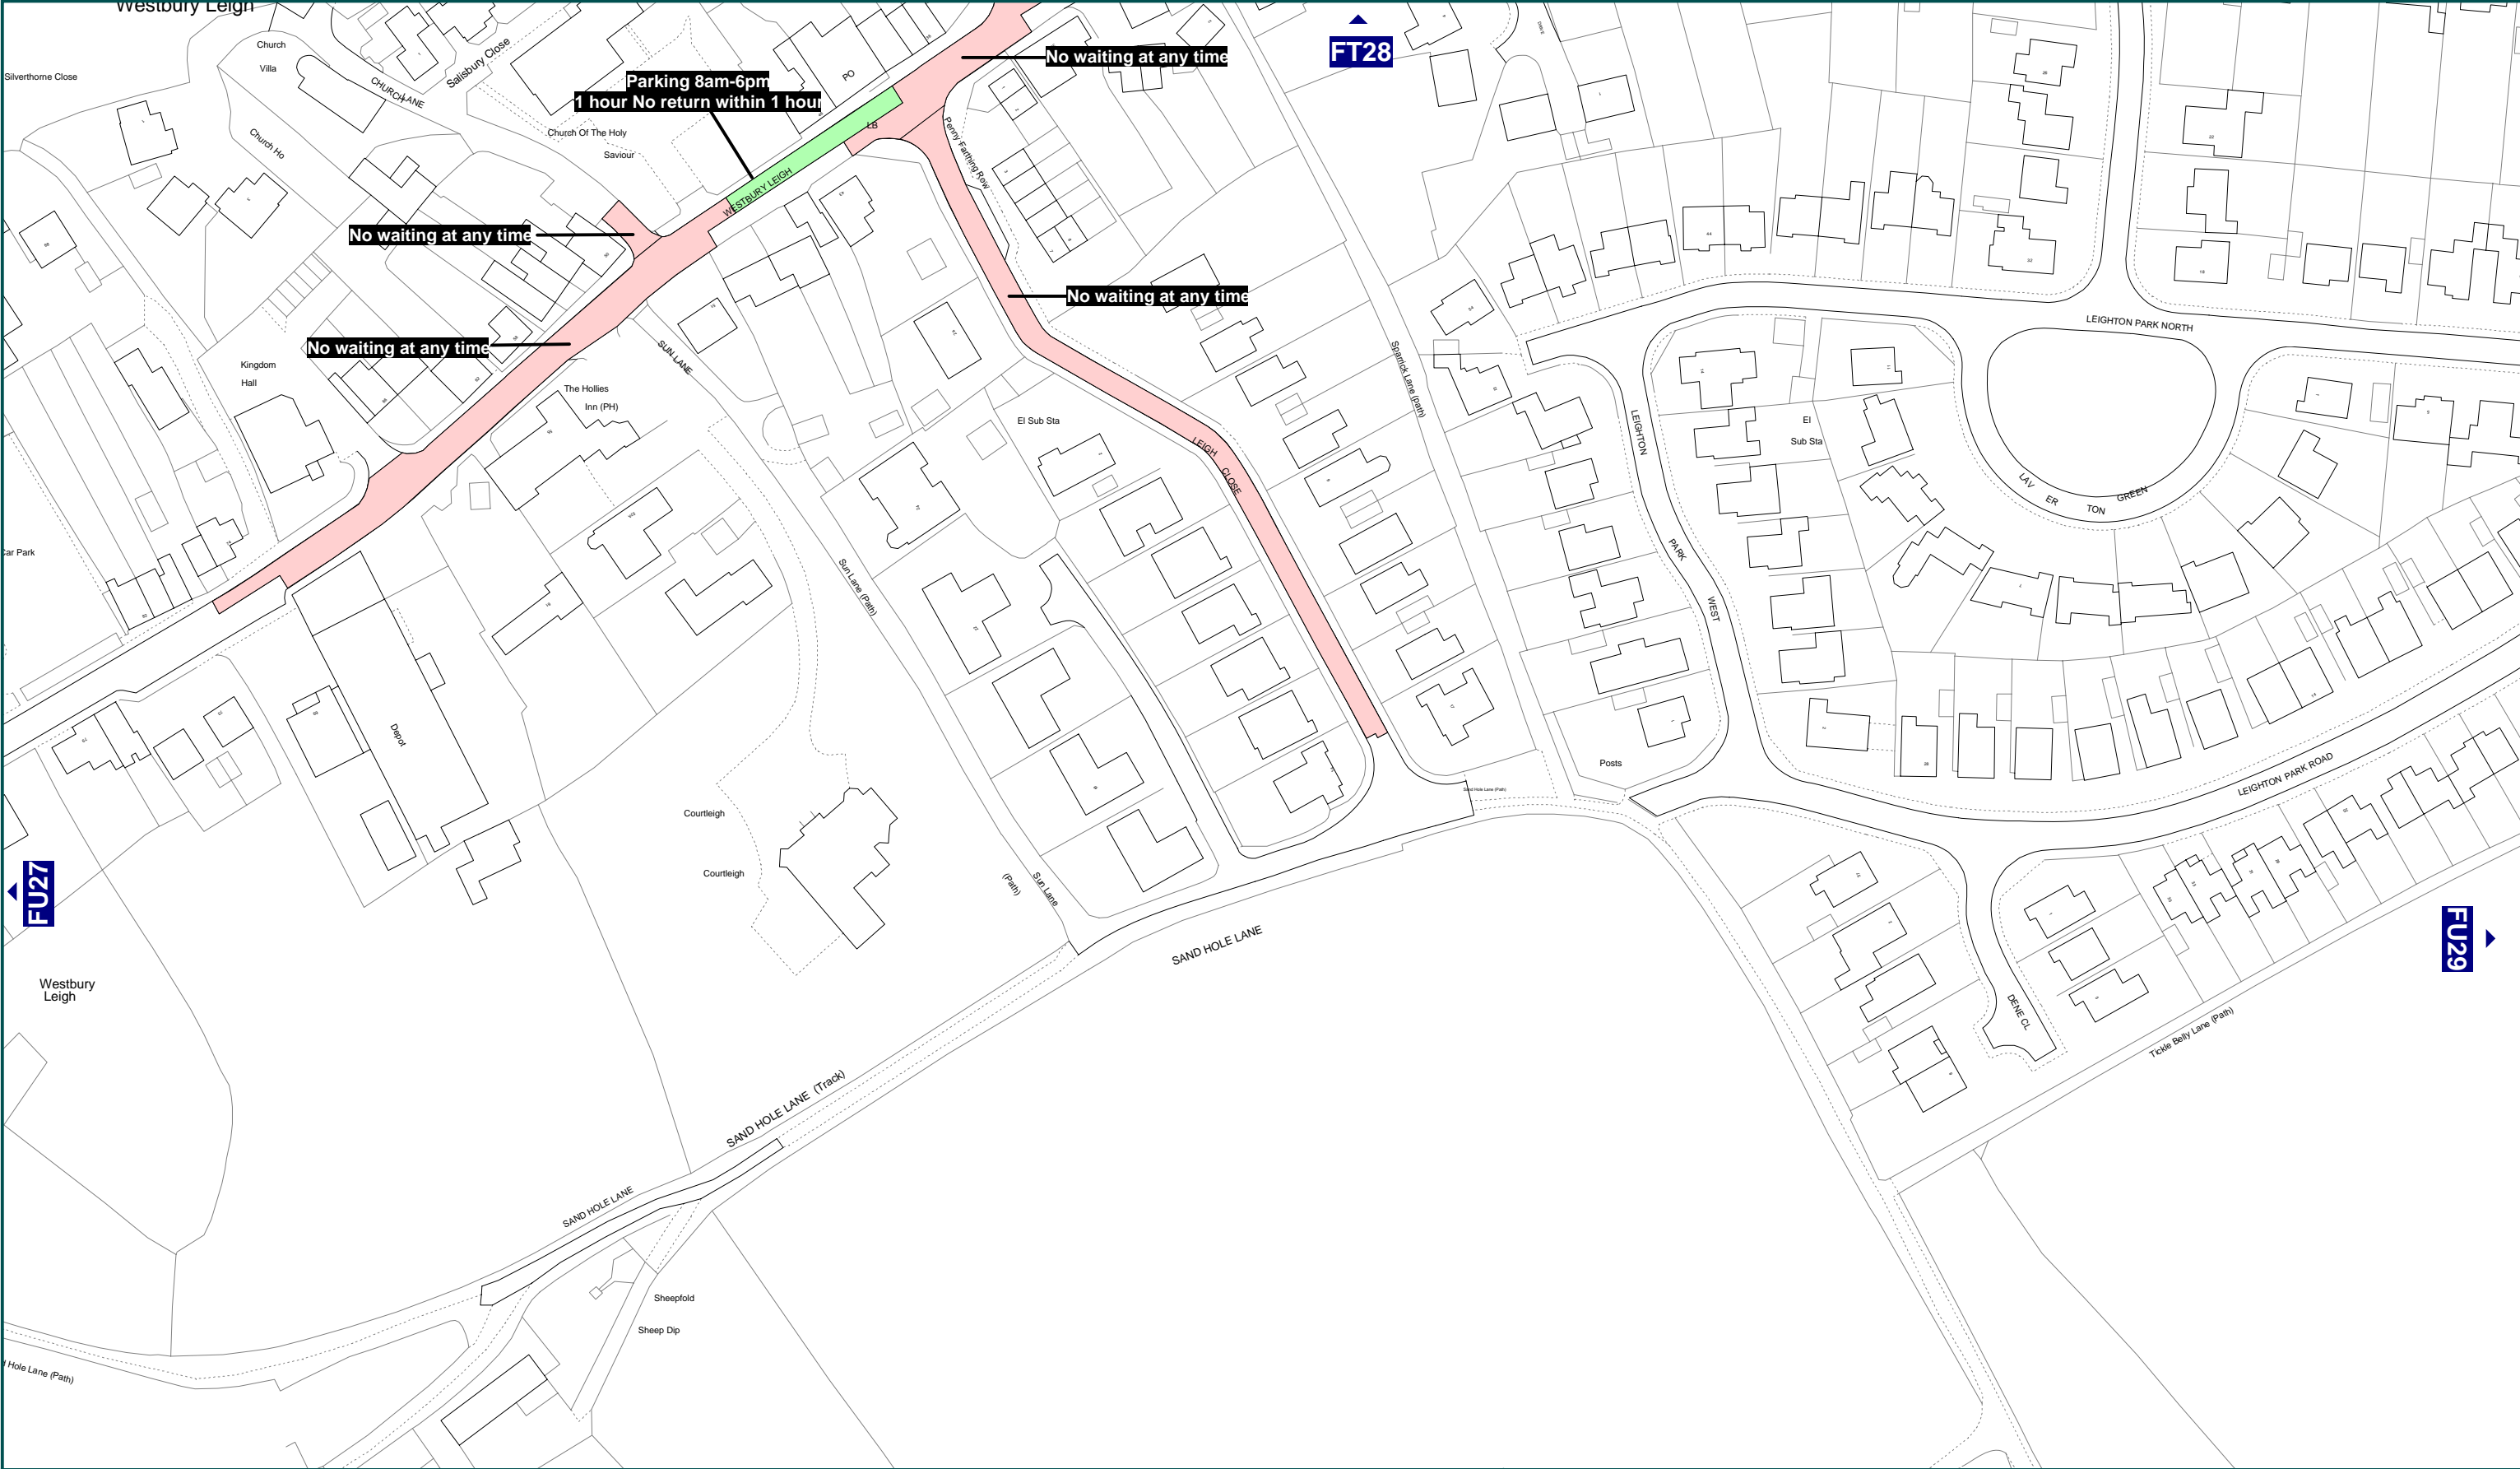 Westbury Leigh
Church
Villa
Silverthorne Close
CHURCH LANE
Salisbury Close
Church Ho
Church Of The Holy
Saviour
PO
LB
Parking 8am-6pm
1 hour No return within 1 hour
No waiting at any time
FT28
Penny Farthing Row
WESTBURY LEIGH
No waiting at any time
No waiting at any time
No waiting at any time
Kingdom
Hall
SUN LANE
The Hollies
Inn (PH)
El Sub Sta
LEIGH CLOSE
Sparrick Lane (path)
LEIGHTON PARK NORTH
LEIGHTON PARK WEST
El
Sub Sta
LAVERTON GREEN
Car Park
Sun Lane (Path)
Depot
Posts
Sand Hole Lane (Path)
LEIGHTON PARK ROAD
Courtleigh
Courtleigh
Sun Lane
(Path)
FU27
FU29
SAND HOLE LANE
Westbury
Leigh
DENE CL
Tickle Belly Lane (Path)
SAND HOLE LANE (Track)
SAND HOLE LANE
Sheepfold
Sheep Dip
Hole Lane (Path)